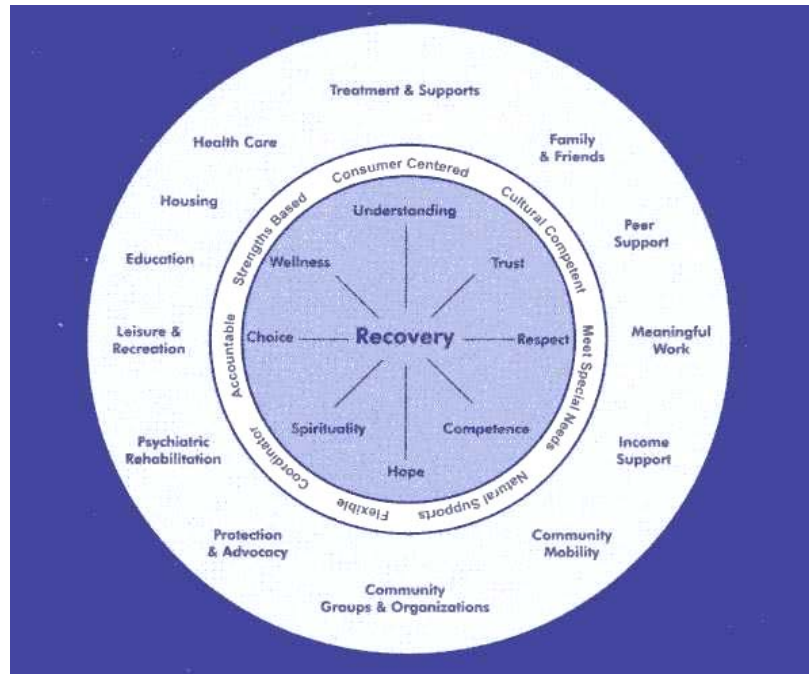 Treatment & Supports
Family
& Friends
Peer
Support
Meaningful
Work
Income
Support
Community
Mobility
Community
Groups & Organizations
Protection
& Advocacy
Psychiatric
Rehabilitation
Leisure &
Recreation
Education
Housing
Health Care
Consumer Centered
Cultural Competent
Meet Special Needs
Natural Supports
Flexible
Coordinator
Accountable
Strengths Based
Understanding
Trust
Respect
Competence
Hope
Spirituality
Choice
Wellness
Recovery